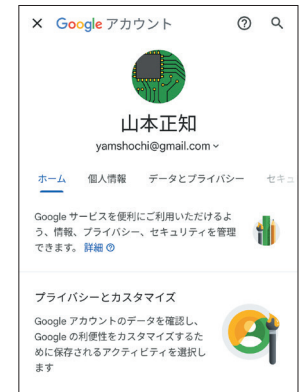 Google アカウント
山本正知
yamshochi@gmail.com
ホーム 個人情報 データとプライバシー セキュ
Google サービスを便利にご利用いただけるよ
う、情報、プライバシー、セキュリティを管理
できます。 詳細
プライバシーとカスタマイズ
Google アカウントのデータを確認し、
Google の利便性をカスタマイズするた
めに保存されるアクティビティを選択し
ます